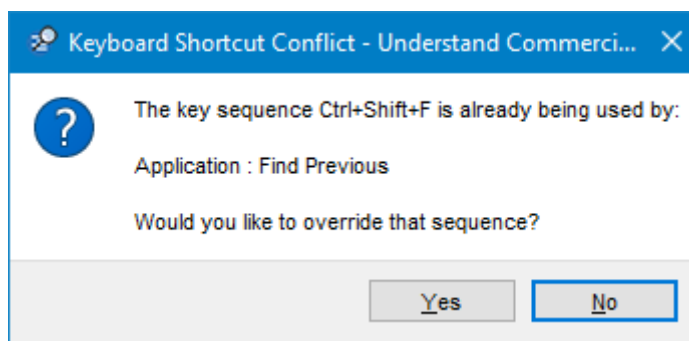 Keyboard Shortcut Conflict - Understand Commerci...
The key sequence Ctrl+Shift+F is already being used by:
Application : Find Previous
Would you like to override that sequence?
Yes
No